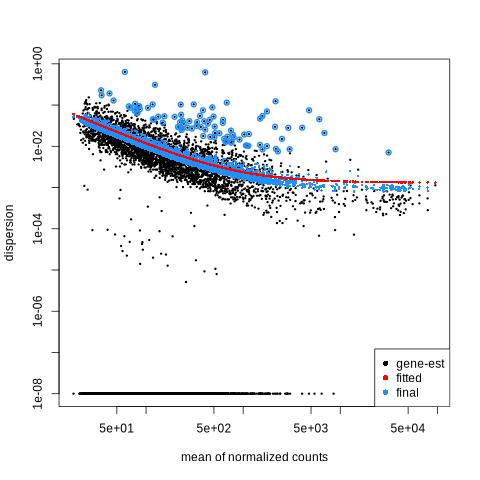 1e+00
1e-02
1e-04
1e-06
1e-08
dispersion
5e+01 5e+02 5e+03 5e+04
mean of normalized counts
gene-est
fitted
final